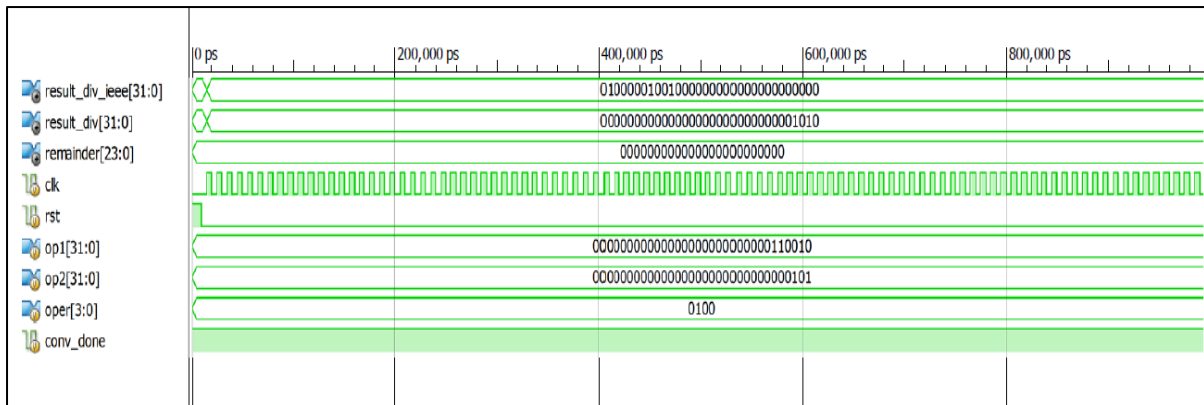 0 ps 200,000 ps 400,000 ps 600,000 ps 800,000 ps
result_div_ieee[31:0] 01000001001000000000000000000000
result_div[31:0] 00000000000000000000000000001010
remainder[23:0] 000000000000000000000000
clk
rst
op1[31:0] 00000000000000000000000000110010
op2[31:0] 00000000000000000000000000000101
oper[3:0] 0100
conv_done